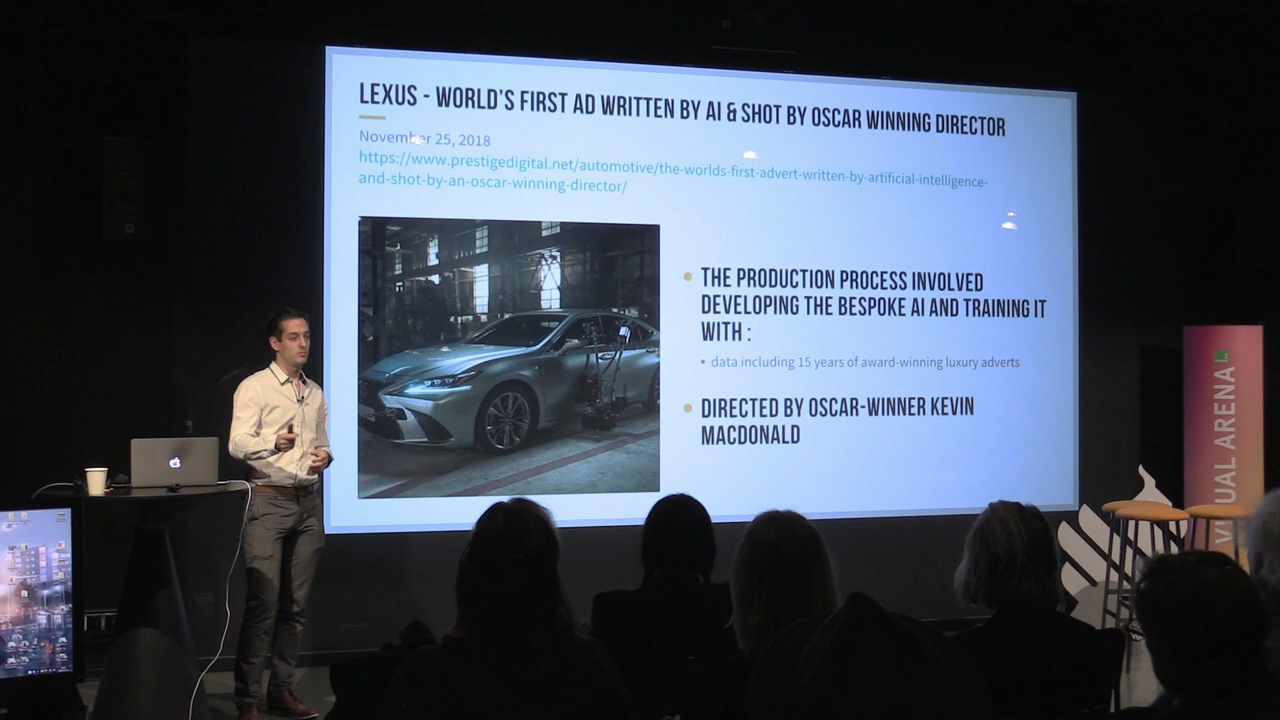 LEXUS - WORLD'S FIRST AD WRITTEN BY AI & SHOT BY OSCAR WINNING DIRECTOR
November 25, 2018
https://www.prestigedigital.net/automotive/the-worlds-first-advert-written-by-artificial-intelligence-
and-shot-by-an-oscar-winning-director/
THE PRODUCTION PROCESS INVOLVED
DEVELOPING THE BESPOKE AI AND TRAINING IT
WITH :
data including 15 years of award-winning luxury adverts
DIRECTED BY OSCAR-WINNER KEVIN
MACDONALD
VISUAL ARENA